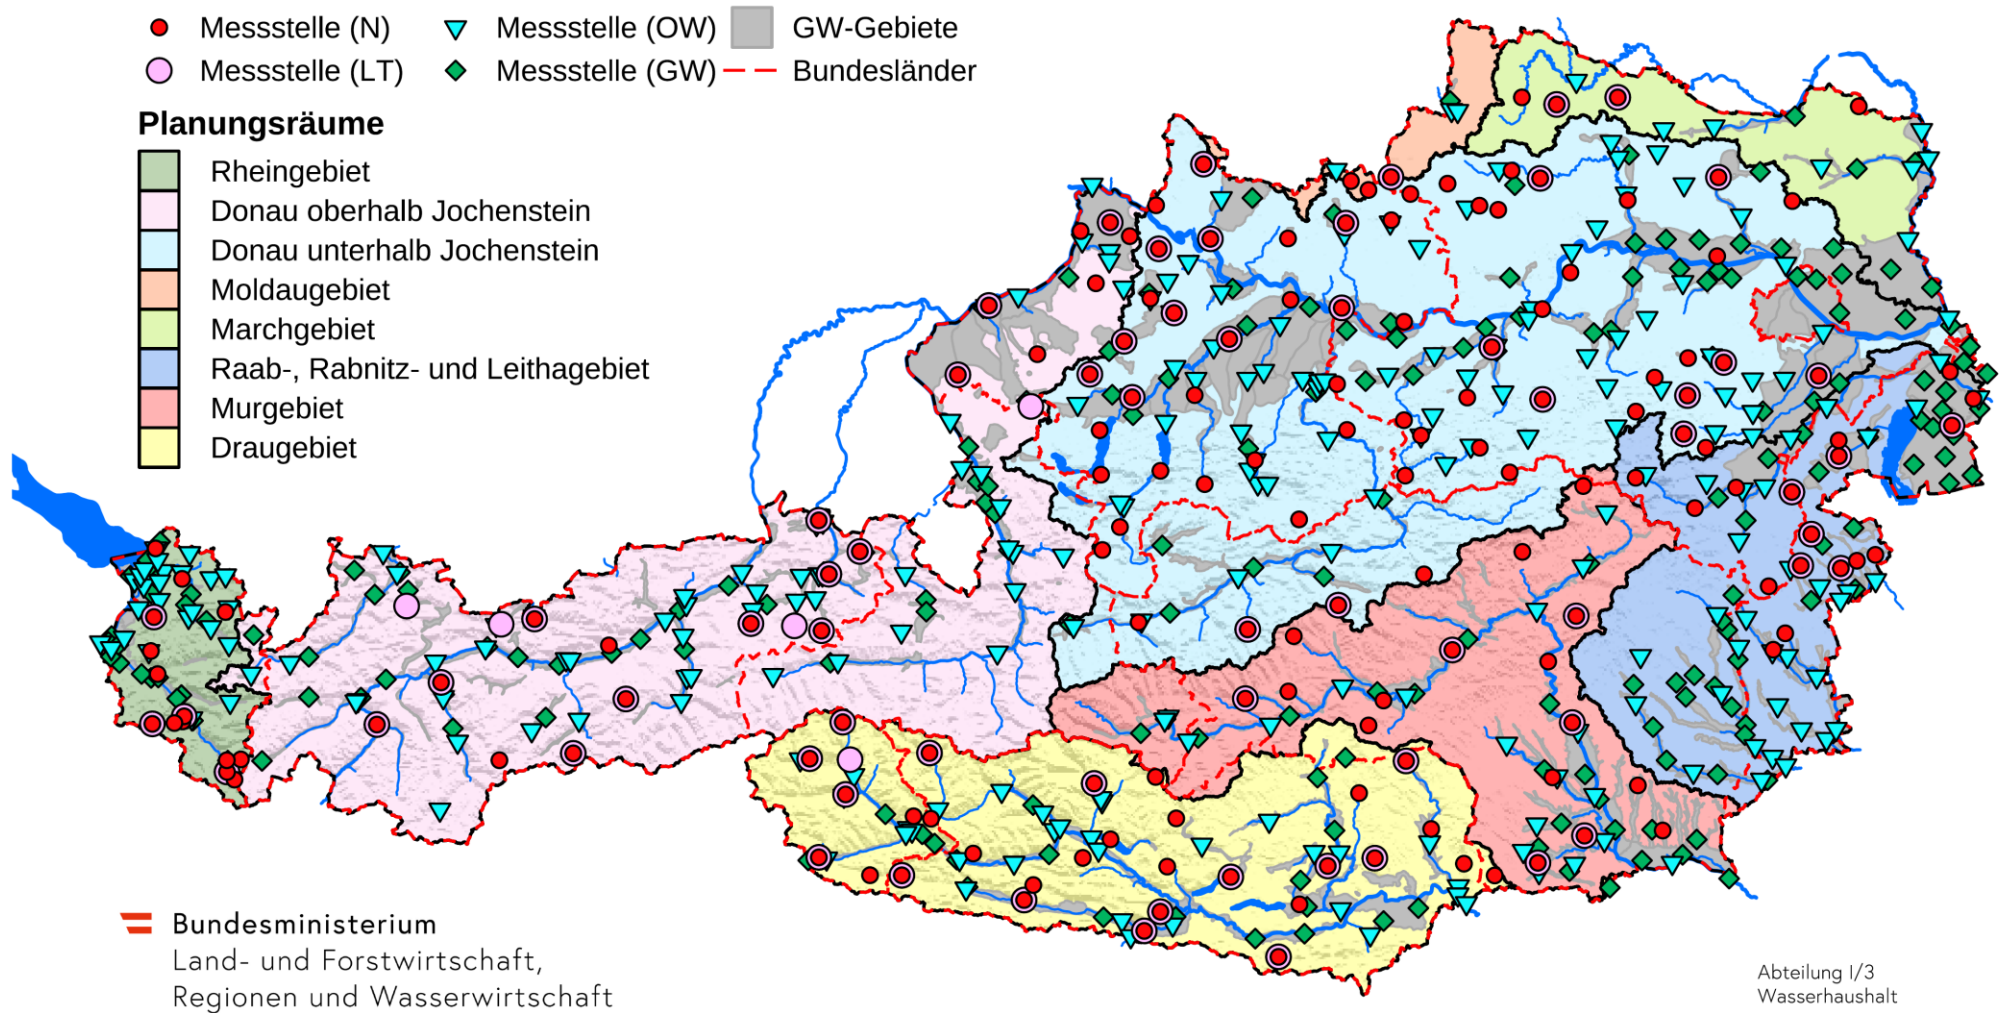 Messstelle (N)
Messstelle (OW)
GW-Gebiete
Messstelle (LT)
Messstelle (GW)
Bundesländer
Planungsräume
Rheingebiet
Donau oberhalb Jochenstein
Donau unterhalb Jochenstein
Moldaugebiet
Marchgebiet
Raab-, Rabnitz- und Leithagebiet
Murgebiet
Draugebiet
Bundesministerium
Land- und Forstwirtschaft,
Regionen und Wasserwirtschaft
Abteilung I/3
Wasserhaushalt